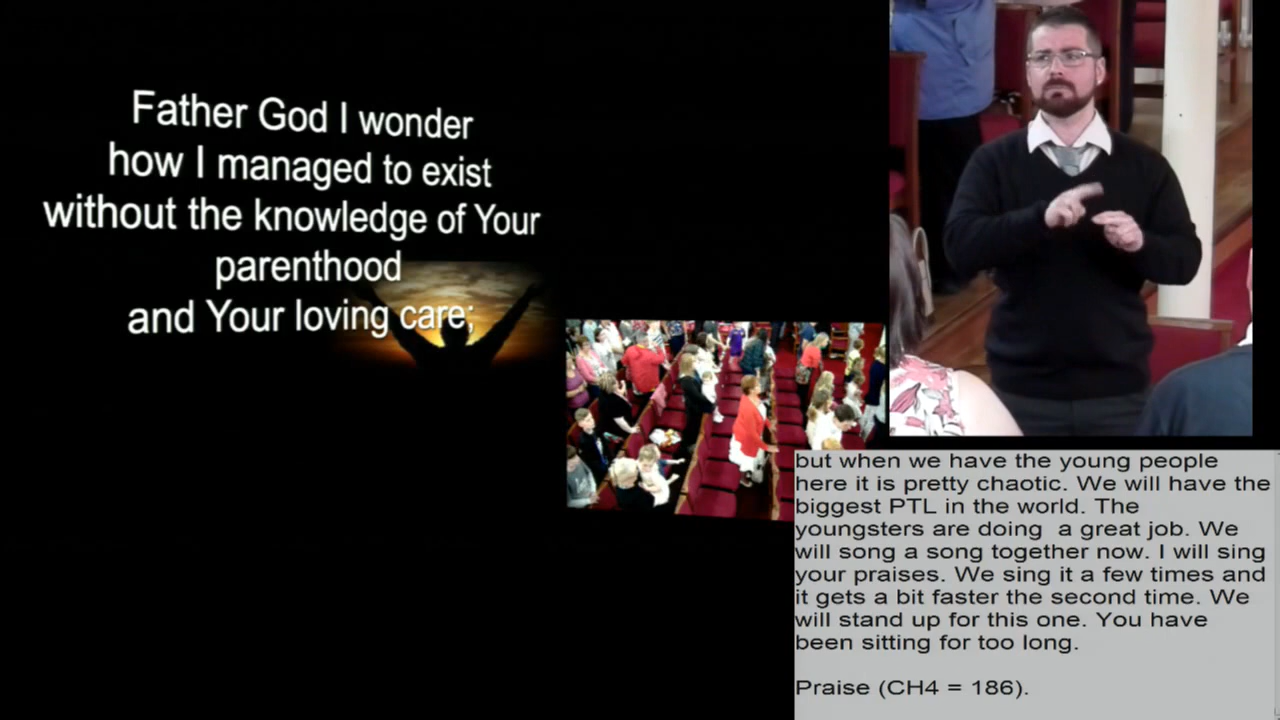 Father God I wonder
how I managed to exist
without the knowledge of Your
parenthood
and Your loving care;
but when we have the young people
here it is pretty chaotic. We will have the
biggest PTL in the world. The
youngsters are doing  a great job. We
will song a song together now. I will sing
your praises. We sing it a few times and
it gets a bit faster the second time. We
will stand up for this one. You have
been sitting for too long.
Praise (CH4 = 186).